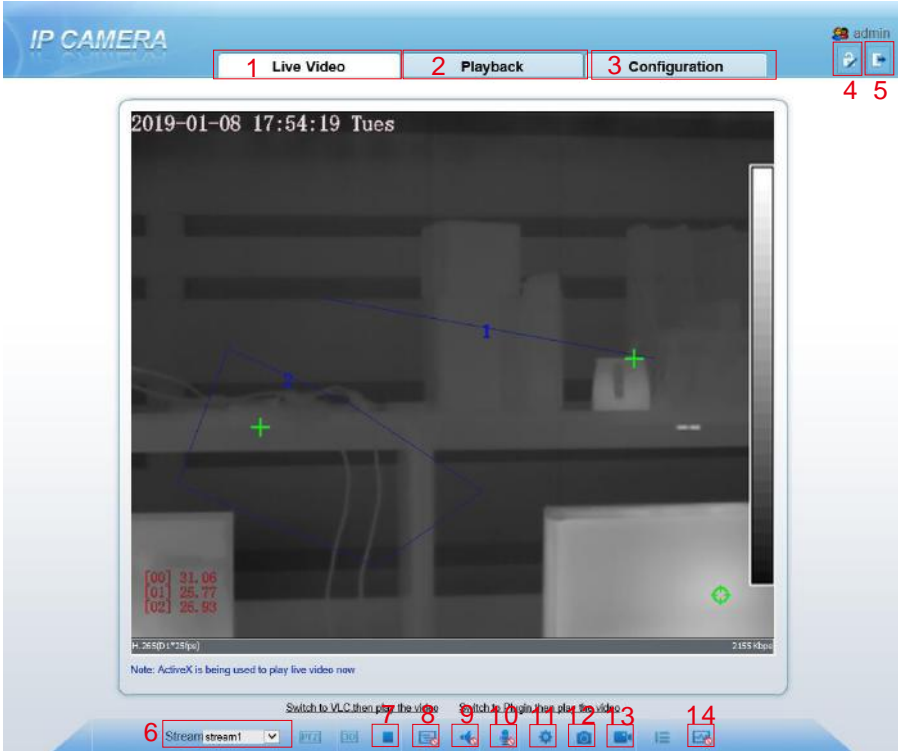 IP CAMERA
admin
1 Live Video
2 Playback
3 Configuration
4 5
2019-01-08 17:54:19 Tues
1
2
[00] 31.06
[01] 26.77
[02] 26.93
H.265(D1*25fps)
2155 kbps
Note: ActiveX is being used to play live video now
Switch to VLC,then play the video
Switch to Plugin,then play the video
6 Stream stream1
PTZ
3D
7 8 9 10 11 12 13 14